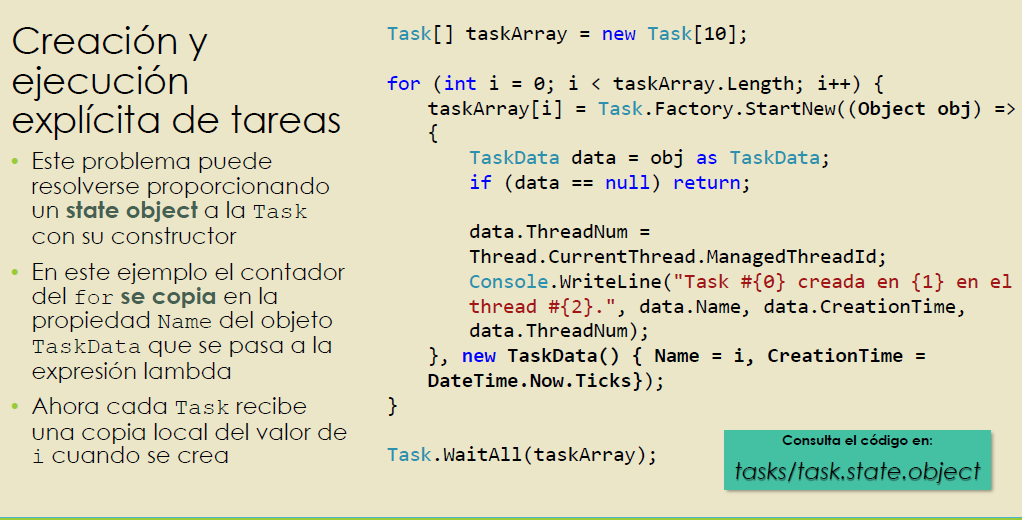 Creación y
ejecución
explícita de tareas
• Este problema puede
resolverse proporcionando
un state object a la Task
con su constructor
• En este ejemplo el contador
del for se copia en la
propiedad Name del objeto
TaskData que se pasa a la
expresión lambda
• Ahora cada Task recibe
una copia local del valor de
i cuando se crea
Task[] taskArray = new Task[10];
for (int i = 0; i < taskArray.Length; i++) {
taskArray[i] = Task.Factory.StartNew((Object obj) =>
{
TaskData data = obj as TaskData;
if (data == null) return;
data.ThreadNum =
Thread.CurrentThread.ManagedThreadId;
Console.WriteLine("Task #{0} creada en {1} en el
thread #{2}.", data.Name, data.CreationTime,
data.ThreadNum);
}, new TaskData() { Name = i, CreationTime =
DateTime.Now.Ticks});
}
Task.WaitAll(taskArray);
Consulta el código en:
tasks/task.state.object